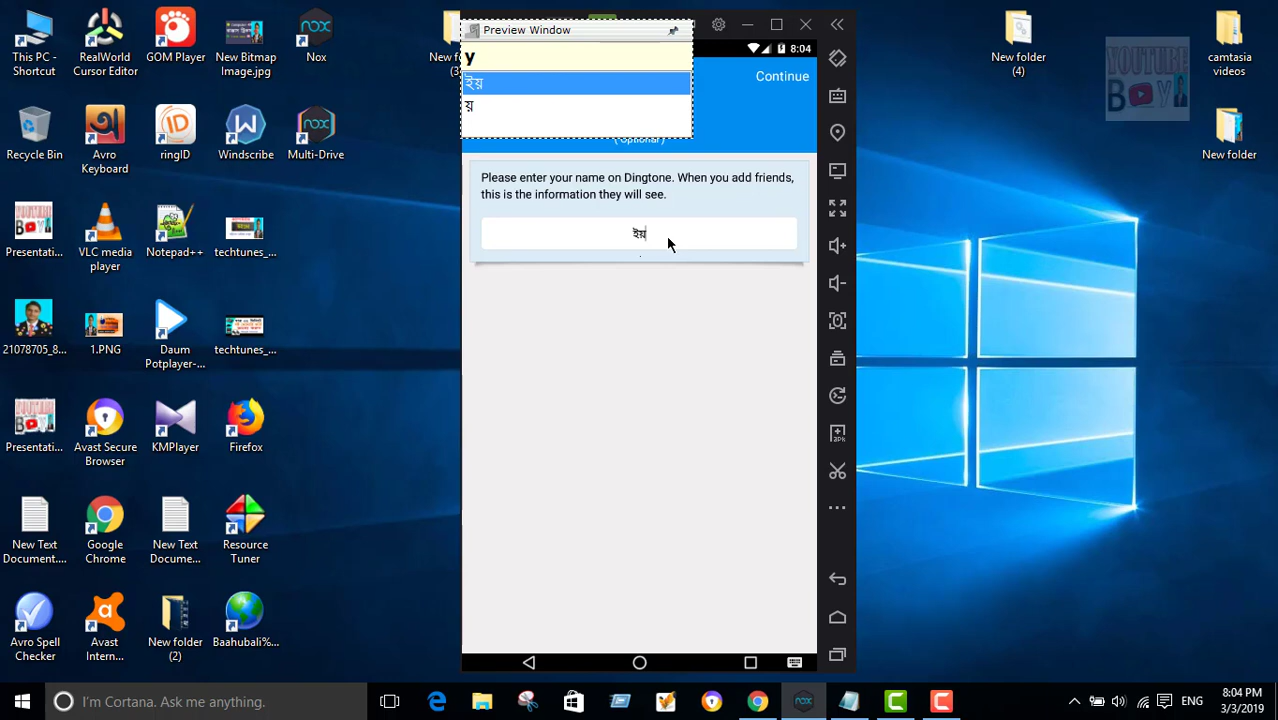 This PC - Shortcut
RealWorld Cursor Editor
GOM Player
New Bitmap Image.jpg
Nox
Recycle Bin
Avro Keyboard
ringID
Windscribe
Multi-Drive
Presentati...
VLC media player
Notepad++
techtunes_...
21078705_8...
1.PNG
Daum Potplayer-...
techtunes_...
Presentati...
Avast Secure Browser
KMPlayer
Firefox
New Text Document....
Google Chrome
New Text Docume...
Resource Tuner
Avro Spell Checker
Avast Intern...
New folder (2)
Baahubali%...
Preview Window
y
ইয়
য়
8:04
Continue
(Optional)
Please enter your name on Dingtone. When you add friends,
this is the information they will see.
ইয়
New folder (4)
YOUTUBE
BOY
camtasia videos
New folder
I'm Cortana. Ask me anything.
ENG
8:04 PM
3/3/2019